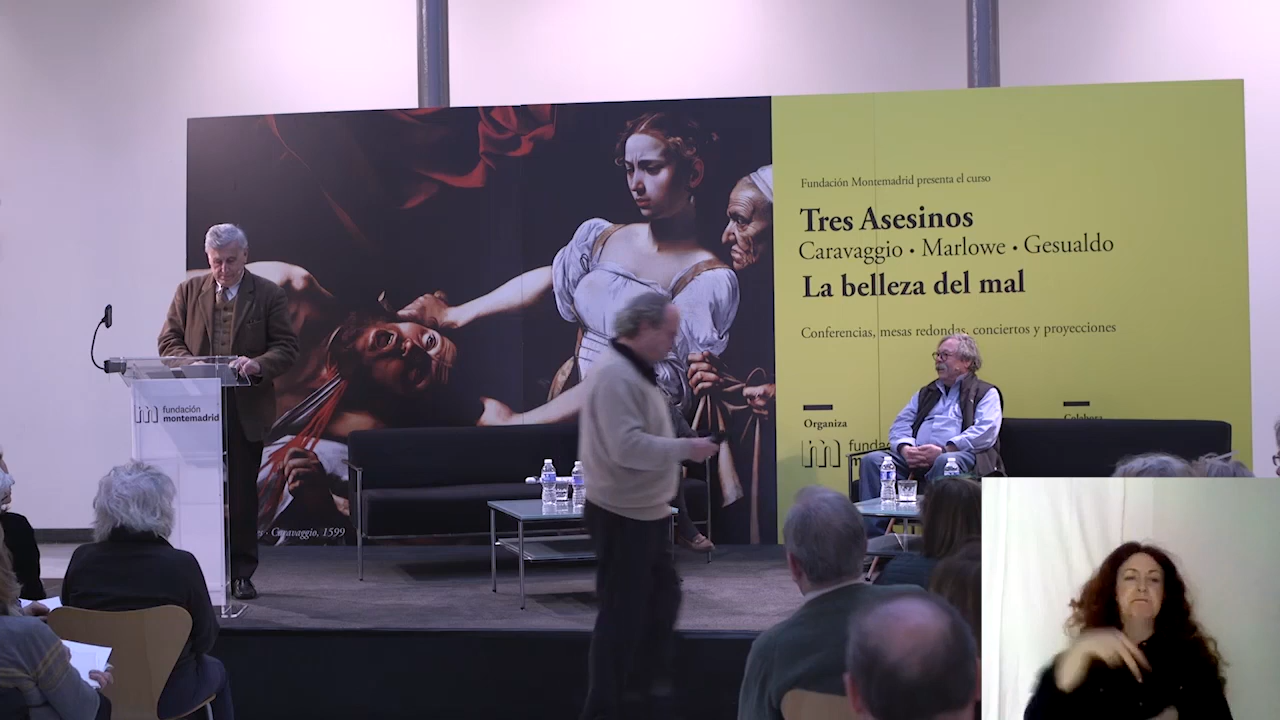 Fundación Montemadrid presenta el curso
Tres Asesinos
Caravaggio · Marlowe · Gesualdo
La belleza del mal
Conferencias, mesas redondas, conciertos y proyecciones
Organiza
Colabora
fundación
montemadrid
Caravaggio, 1599